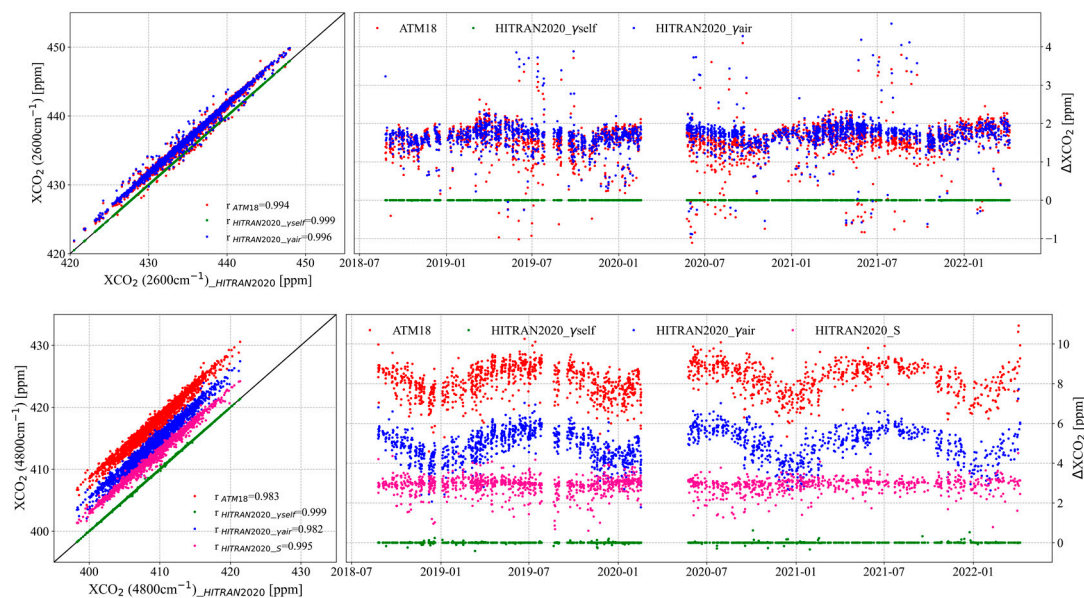 ATM18 HITRAN2020_γself HITRAN2020_γair
XCO₂ (2600cm⁻¹) [ppm]
450
440
430
420
r ATM18=0.994
r HITRAN2020_γself=0.999
r HITRAN2020_γair=0.996
420 430 440 450
XCO₂ (2600cm⁻¹)_HITRAN2020 [ppm]
4
3
2
1
0
−1
ΔXCO₂ [ppm]
2018-07 2019-01 2019-07 2020-01 2020-07 2021-01 2021-07 2022-01
ATM18 HITRAN2020_γself HITRAN2020_γair HITRAN2020_S
XCO₂ (4800cm⁻¹) [ppm]
430
420
410
400
r ATM18=0.983
r HITRAN2020_γself=0.999
r HITRAN2020_γair=0.982
r HITRAN2020_S=0.995
400 410 420 430
XCO₂ (4800cm⁻¹)_HITRAN2020 [ppm]
10
8
6
4
2
0
ΔXCO₂ [ppm]
2018-07 2019-01 2019-07 2020-01 2020-07 2021-01 2021-07 2022-01